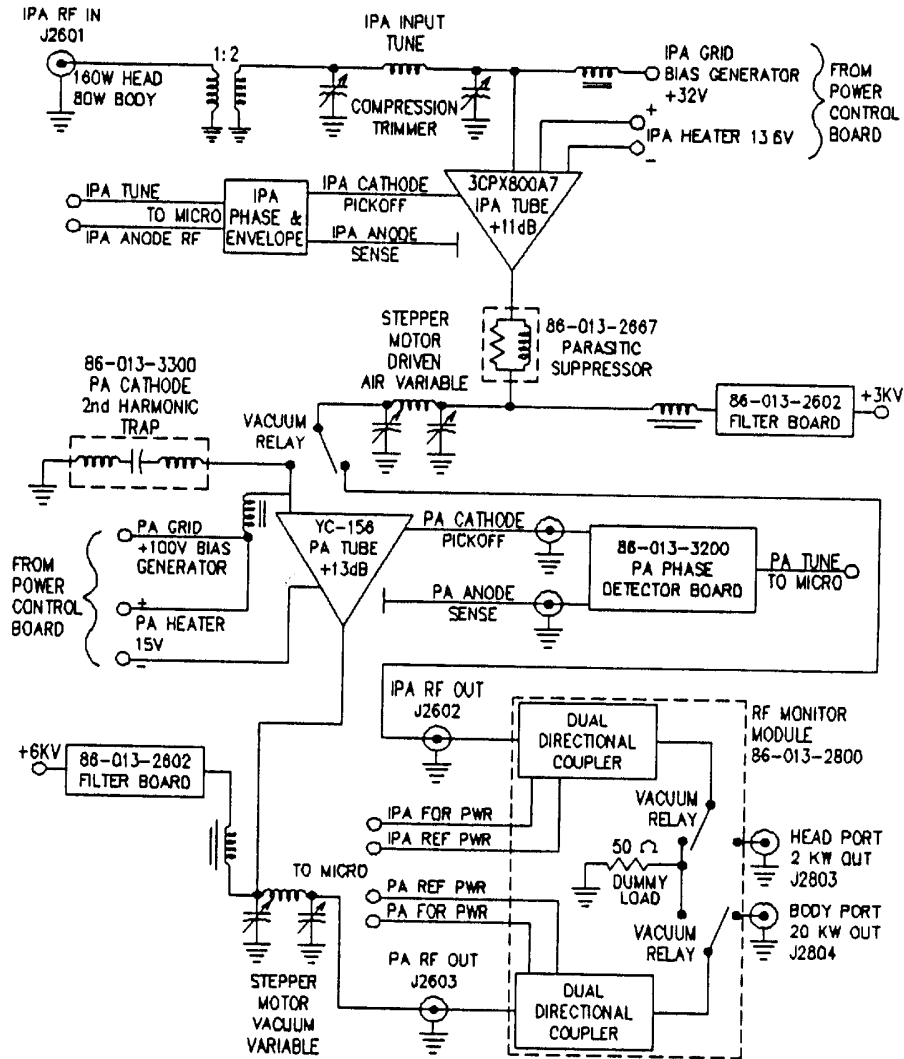 IPA RF IN
J2601
1:2
160W HEAD
80W BODY
IPA INPUT
TUNE
COMPRESSION
TRIMMER
IPA GRID
BIAS GENERATOR
+32V
+
IPA HEATER 13.6V
-
FROM
POWER
CONTROL
BOARD
IPA TUNE
TO MICRO
IPA ANODE RF
IPA
PHASE &
ENVELOPE
IPA CATHODE
PICKOFF
IPA ANODE
SENSE
3CPX800A7
IPA TUBE
+11dB
86-013-2667
PARASITIC
SUPPRESSOR
STEPPER
MOTOR
DRIVEN
AIR VARIABLE
86-013-3300
PA CATHODE
2nd HARMONIC
TRAP
VACUUM
RELAY
86-013-2602
FILTER BOARD
+3KV
FROM
POWER
CONTROL
BOARD
PA GRID
+100V BIAS
GENERATOR
+
PA HEATER
15V
-
YC-156
PA TUBE
+13dB
PA CATHODE
PICKOFF
PA ANODE
SENSE
86-013-3200
PA PHASE
DETECTOR BOARD
PA TUNE
TO MICRO
IPA RF OUT
J2602
DUAL
DIRECTIONAL
COUPLER
RF MONITOR
MODULE
86-013-2800
+6KV
86-013-2602
FILTER BOARD
IPA FOR PWR
IPA REF PWR
TO MICRO
PA REF PWR
PA FOR PWR
VACUUM
RELAY
50 Ω
DUMMY
LOAD
HEAD PORT
2 KW OUT
J2803
VACUUM
RELAY
BODY PORT
20 KW OUT
J2804
STEPPER
MOTOR
VACUUM
VARIABLE
PA RF OUT
J2603
DUAL
DIRECTIONAL
COUPLER